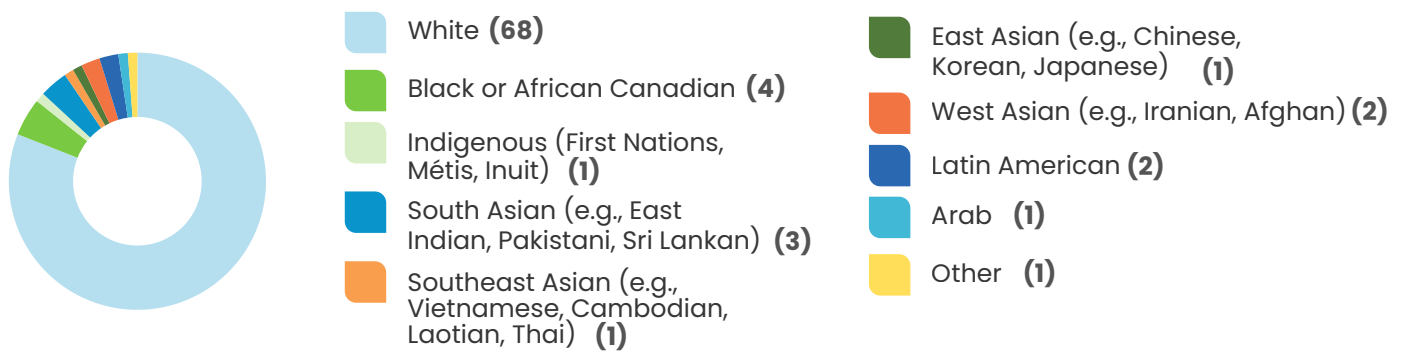 White (68)
Black or African Canadian (4)
Indigenous (First Nations,
Métis, Inuit) (1)
South Asian (e.g., East
Indian, Pakistani, Sri Lankan) (3)
Southeast Asian (e.g.,
Vietnamese, Cambodian,
Laotian, Thai) (1)
East Asian (e.g., Chinese,
Korean, Japanese) (1)
West Asian (e.g., Iranian, Afghan) (2)
Latin American (2)
Arab (1)
Other (1)